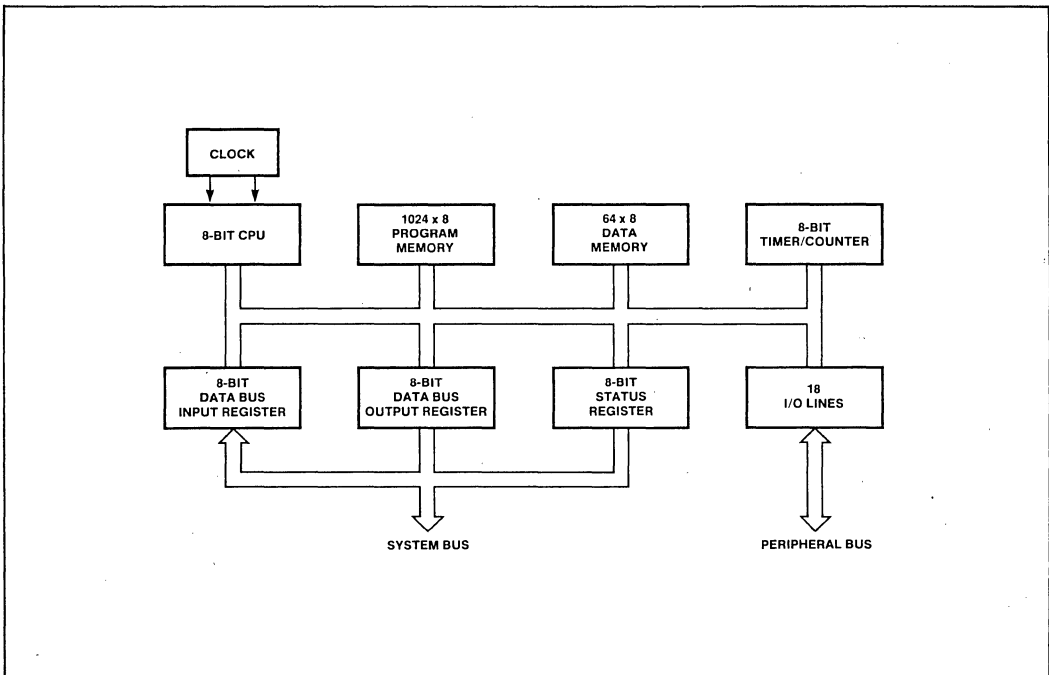 CLOCK
8-BIT CPU
1024 x 8
PROGRAM
MEMORY
64 x 8
DATA
MEMORY
8-BIT
TIMER/COUNTER
8-BIT
DATA BUS
INPUT REGISTER
8-BIT
DATA BUS
OUTPUT REGISTER
8-BIT
STATUS
REGISTER
18
I/O LINES
SYSTEM BUS
PERIPHERAL BUS